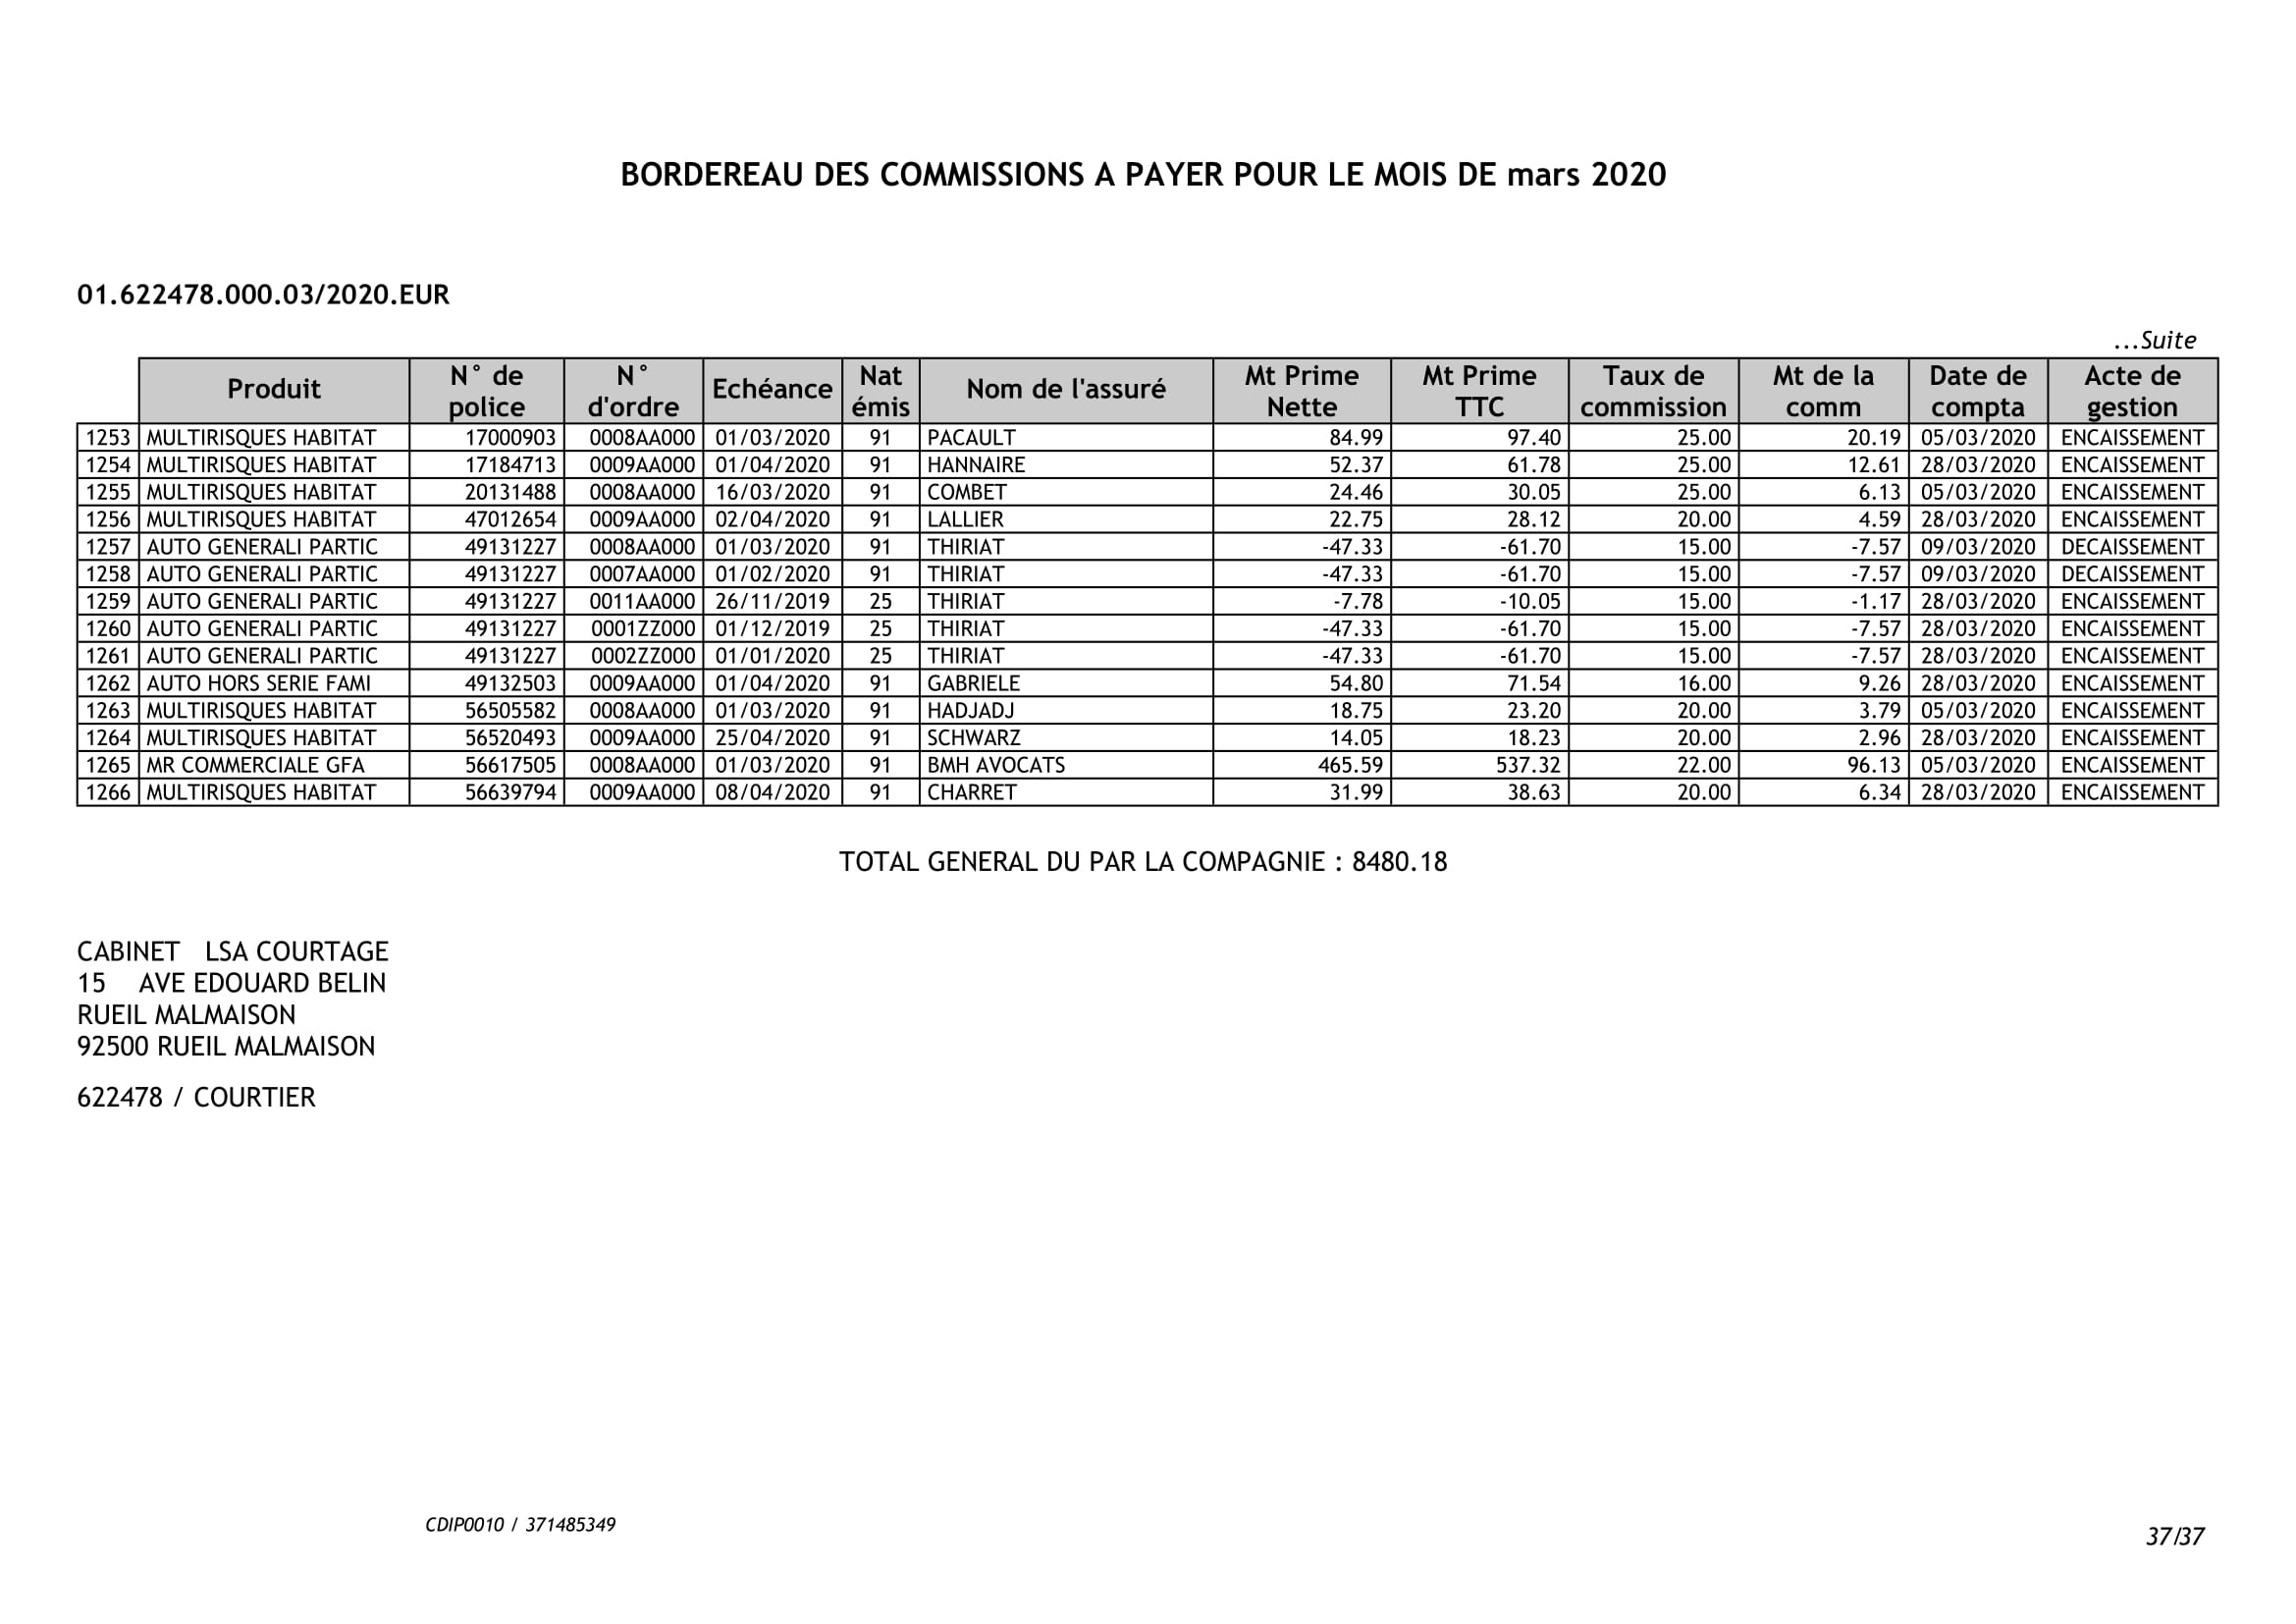 BORDEREAU DES COMMISSIONS A PAYER POUR LE MOIS DE mars 2020
01.622478.000.03/2020.EUR
...Suite
Produit N° de police N° d'ordre Echéance Nat émis Nom de l'assuré Mt Prime Nette Mt Prime TTC Taux de commission Mt de la comm Date de compta Acte de gestion
1253 MULTIRISQUES HABITAT 17000903 0008AA000 01/03/2020 91 PACAULT 84.99 97.40 25.00 20.19 05/03/2020 ENCAISSEMENT
1254 MULTIRISQUES HABITAT 17184713 0009AA000 01/04/2020 91 HANNAIRE 52.37 61.78 25.00 12.61 28/03/2020 ENCAISSEMENT
1255 MULTIRISQUES HABITAT 20131488 0008AA000 16/03/2020 91 COMBET 24.46 30.05 25.00 6.13 05/03/2020 ENCAISSEMENT
1256 MULTIRISQUES HABITAT 47012654 0009AA000 02/04/2020 91 LALLIER 22.75 28.12 20.00 4.59 28/03/2020 ENCAISSEMENT
1257 AUTO GENERALI PARTIC 49131227 0008AA000 01/03/2020 91 THIRIAT -47.33 -61.70 15.00 -7.57 09/03/2020 DECAISSEMENT
1258 AUTO GENERALI PARTIC 49131227 0007AA000 01/02/2020 91 THIRIAT -47.33 -61.70 15.00 -7.57 09/03/2020 DECAISSEMENT
1259 AUTO GENERALI PARTIC 49131227 0011AA000 26/11/2019 25 THIRIAT -7.78 -10.05 15.00 -1.17 28/03/2020 ENCAISSEMENT
1260 AUTO GENERALI PARTIC 49131227 0001ZZ000 01/12/2019 25 THIRIAT -47.33 -61.70 15.00 -7.57 28/03/2020 ENCAISSEMENT
1261 AUTO GENERALI PARTIC 49131227 0002ZZ000 01/01/2020 25 THIRIAT -47.33 -61.70 15.00 -7.57 28/03/2020 ENCAISSEMENT
1262 AUTO HORS SERIE FAMI 49132503 0009AA000 01/04/2020 91 GABRIELE 54.80 71.54 16.00 9.26 28/03/2020 ENCAISSEMENT
1263 MULTIRISQUES HABITAT 56505582 0008AA000 01/03/2020 91 HADJADJ 18.75 23.20 20.00 3.79 05/03/2020 ENCAISSEMENT
1264 MULTIRISQUES HABITAT 56520493 0009AA000 25/04/2020 91 SCHWARZ 14.05 18.23 20.00 2.96 28/03/2020 ENCAISSEMENT
1265 MR COMMERCIALE GFA 56617505 0008AA000 01/03/2020 91 BMH AVOCATS 465.59 537.32 22.00 96.13 05/03/2020 ENCAISSEMENT
1266 MULTIRISQUES HABITAT 56639794 0009AA000 08/04/2020 91 CHARRET 31.99 38.63 20.00 6.34 28/03/2020 ENCAISSEMENT
TOTAL GENERAL DU PAR LA COMPAGNIE : 8480.18
CABINET LSA COURTAGE
15 AVE EDOUARD BELIN
RUEIL MALMAISON
92500 RUEIL MALMAISON
622478 / COURTIER
CDIP0010 / 371485349
37/37